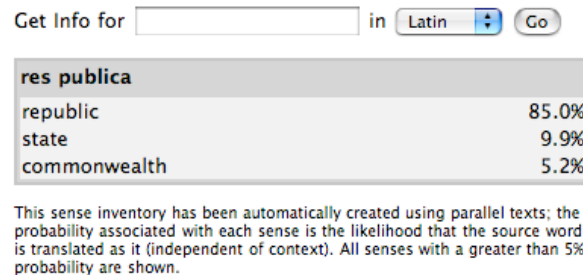 Get Info for in Latin Go
res publica
republic 85.0%
state 9.9%
commonwealth 5.2%
This sense inventory has been automatically created using parallel texts; the
probability associated with each sense is the likelihood that the source word
is translated as it (independent of context). All senses with a greater than 5%
probability are shown.